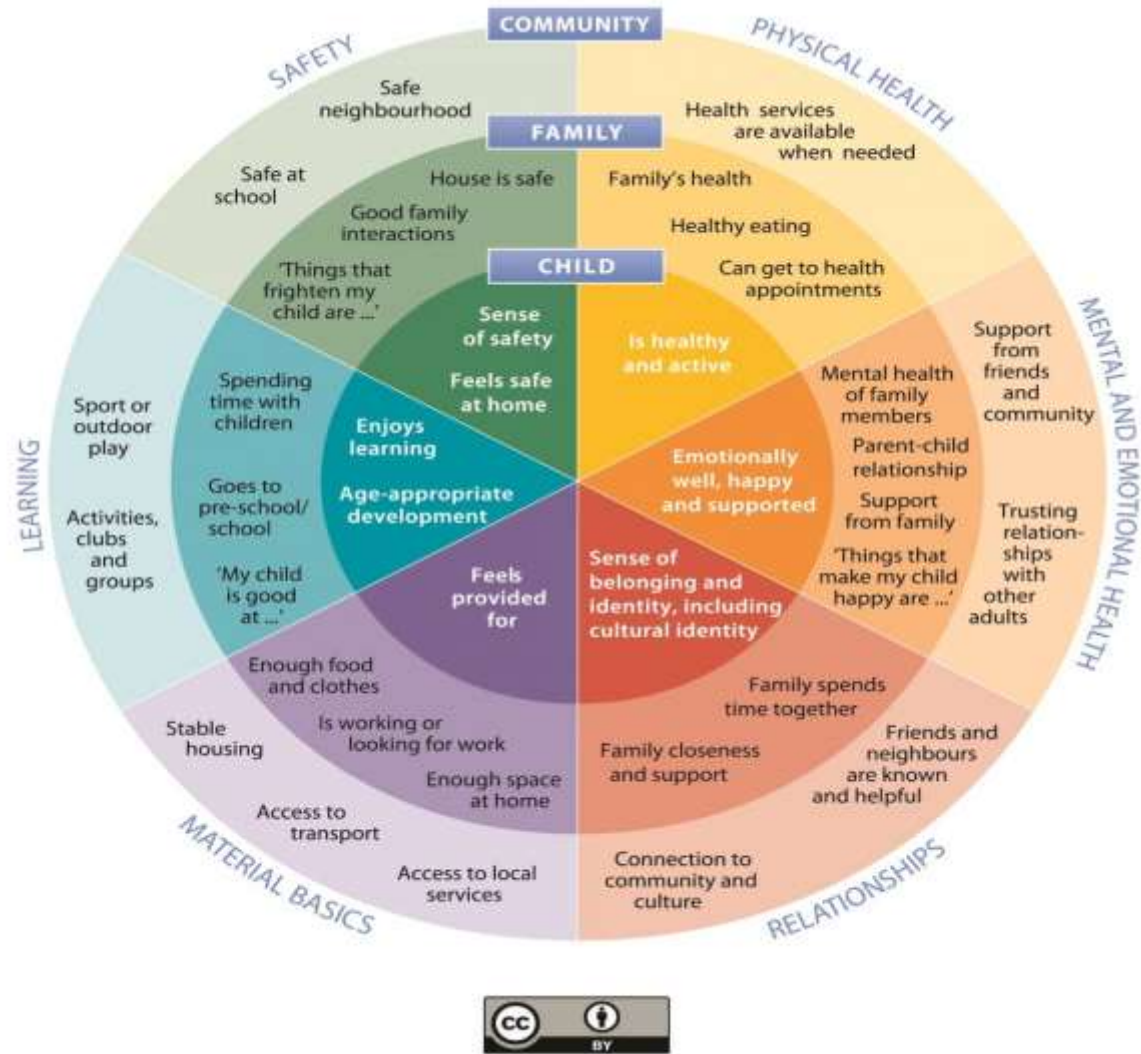 COMMUNITY
SAFETY
PHYSICAL HEALTH
Safe
neighbourhood
Safe at
school
Health services
are available
when needed
FAMILY
House is safe
Good family
interactions
'Things that
frighten my
child are ...'
Family's health
Healthy eating
Can get to health
appointments
CHILD
Sense
of safety
Feels safe
at home
Is healthy
and active
MENTAL AND EMOTIONAL HEALTH
Support
from
friends
and
community
Trusting
relation-
ships
with
other
adults
Mental health
of family
members
Parent-child
relationship
Support
from family
'Things that
make my child
happy are ...'
Emotionally
well, happy
and supported
LEARNING
Sport or
outdoor
play
Activities,
clubs
and
groups
Spending
time with
children
Goes to
pre-school/
school
'My child
is good
at ...'
Enjoys
learning
Age-appropriate
development
Feels
provided
for
Enough food
and clothes
Is working or
looking for work
Enough space
at home
Stable
housing
Access to
transport
Access to local
services
MATERIAL BASICS
Sense of
belonging and
identity, including
cultural identity
Family spends
time together
Family closeness
and support
Friends and
neighbours
are known
and helpful
Connection to
community and
culture
RELATIONSHIPS
CC
BY